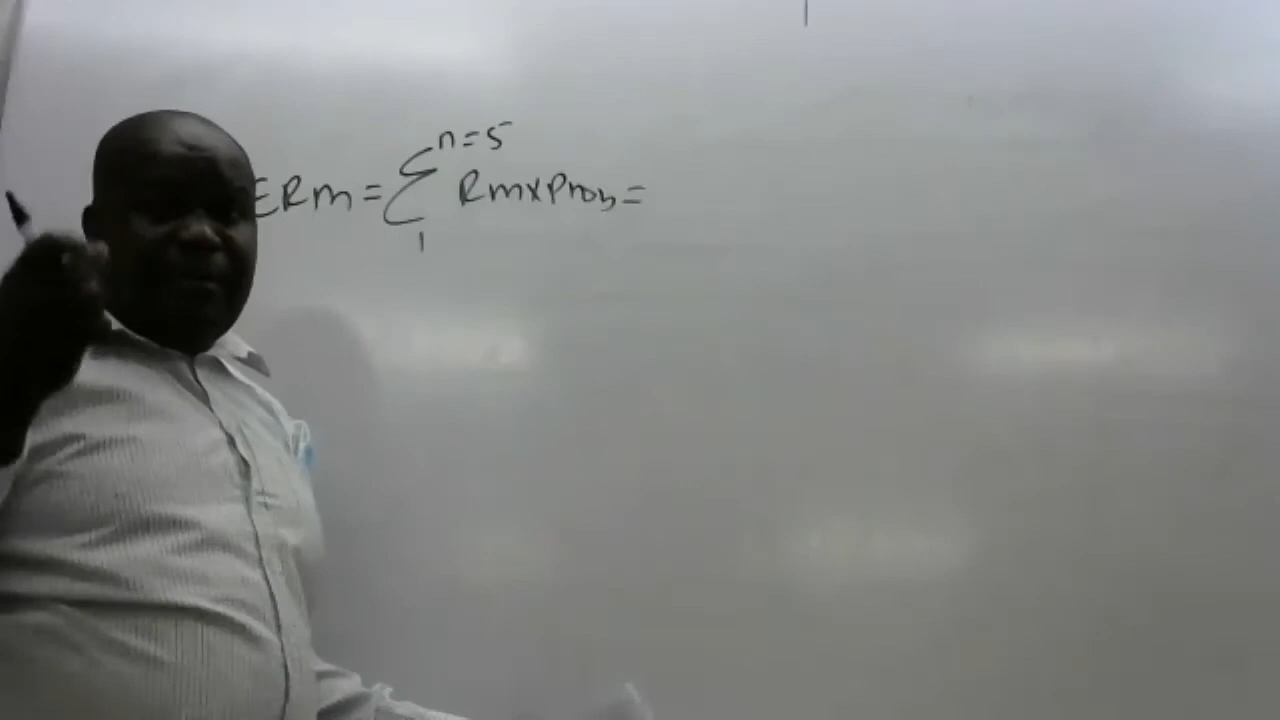 n=5
ERm = Σ Rm x Prob =
1